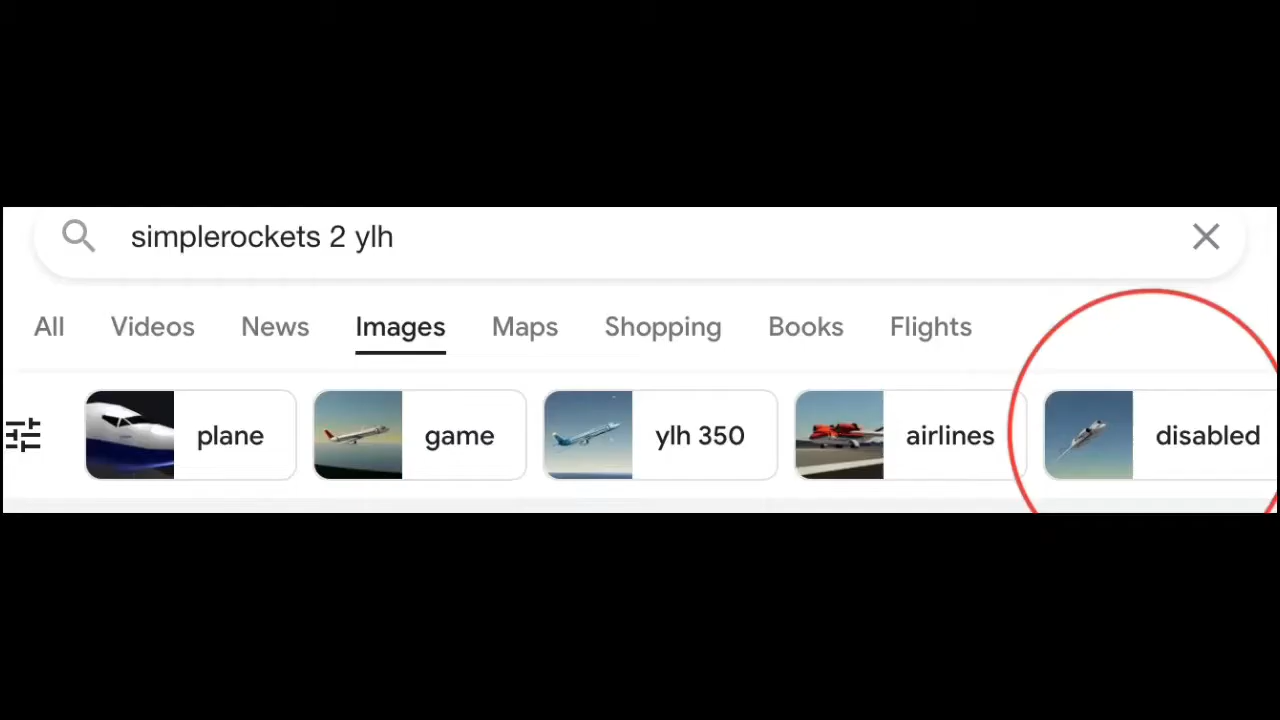 simplerockets 2 ylh
All Videos News Images Maps Shopping Books Flights
plane game ylh 350 airlines disabled